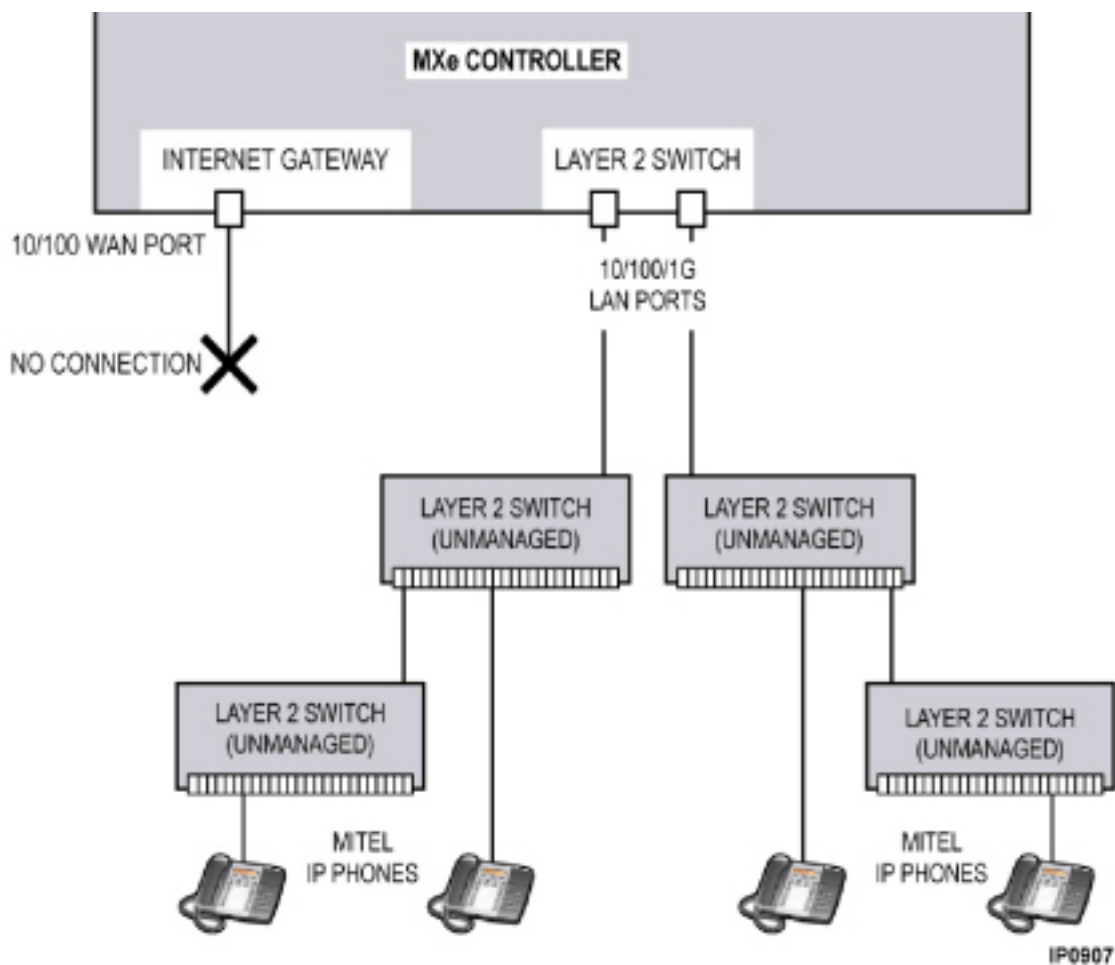 MXe CONTROLLER
INTERNET GATEWAY
LAYER 2 SWITCH
10/100 WAN PORT
10/100/1G
LAN PORTS
NO CONNECTION
LAYER 2 SWITCH
(UNMANAGED)
LAYER 2 SWITCH
(UNMANAGED)
LAYER 2 SWITCH
(UNMANAGED)
LAYER 2 SWITCH
(UNMANAGED)
MITEL
IP PHONES
MITEL
IP PHONES
IP0907